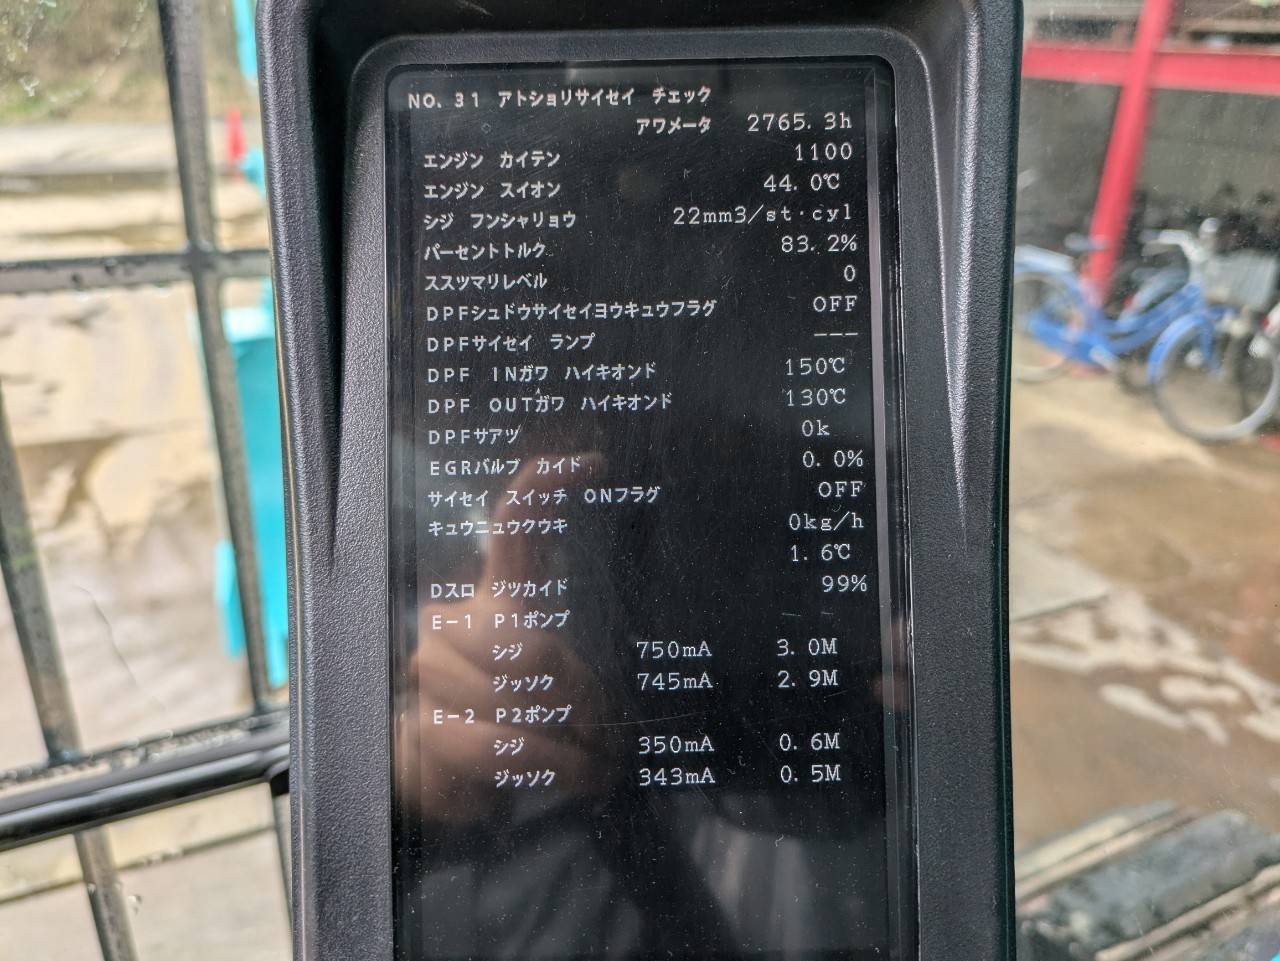 NO. 31 アトショリサイセイ チェック
アワメータ 2765. 3h
エンジン カイテン 1100
エンジン スイオン 44. 0℃
シジ フンシャリョウ 22mm3/st·cyl
パーセントトルク 83. 2%
ススツマリレベル 0
DPFシュドウサイセイヨウキュウフラグ OFF
DPFサイセイ ランプ ---
DPF INガワ ハイキオンド 150℃
DPF OUTガワ ハイキオンド 130℃
DPFサアツ 0k
EGRバルブ カイド 0. 0%
サイセイ スイッチ ONフラグ OFF
キュウニュウクウキ 0kg/h
1. 6℃
Dスロ ジツカイド 99%
E-1 P1ポンプ
シジ 750mA 3. 0M
ジッソク 745mA 2. 9M
E-2 P2ポンプ
シジ 350mA 0. 6M
ジッソク 343mA 0. 5M